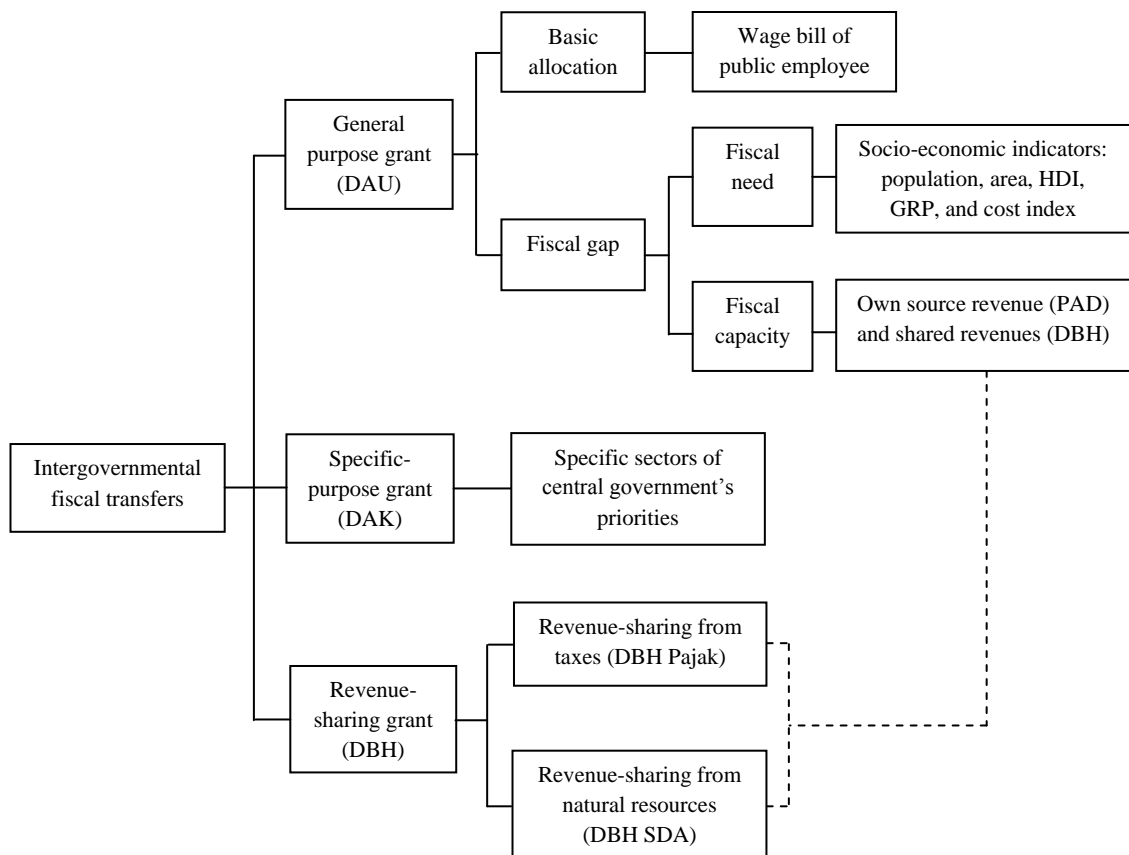 Basic
allocation
Wage bill of
public employee
General
purpose grant
(DAU)
Fiscal
need
Socio-economic indicators:
population, area, HDI,
GRP, and cost index
Fiscal gap
Fiscal
capacity
Own source revenue (PAD)
and shared revenues (DBH)
Intergovernmental
fiscal transfers
Specific-
purpose grant
(DAK)
Specific sectors of
central government’s
priorities
Revenue-sharing from
taxes (DBH Pajak)
Revenue-
sharing grant
(DBH)
Revenue-sharing from
natural resources
(DBH SDA)